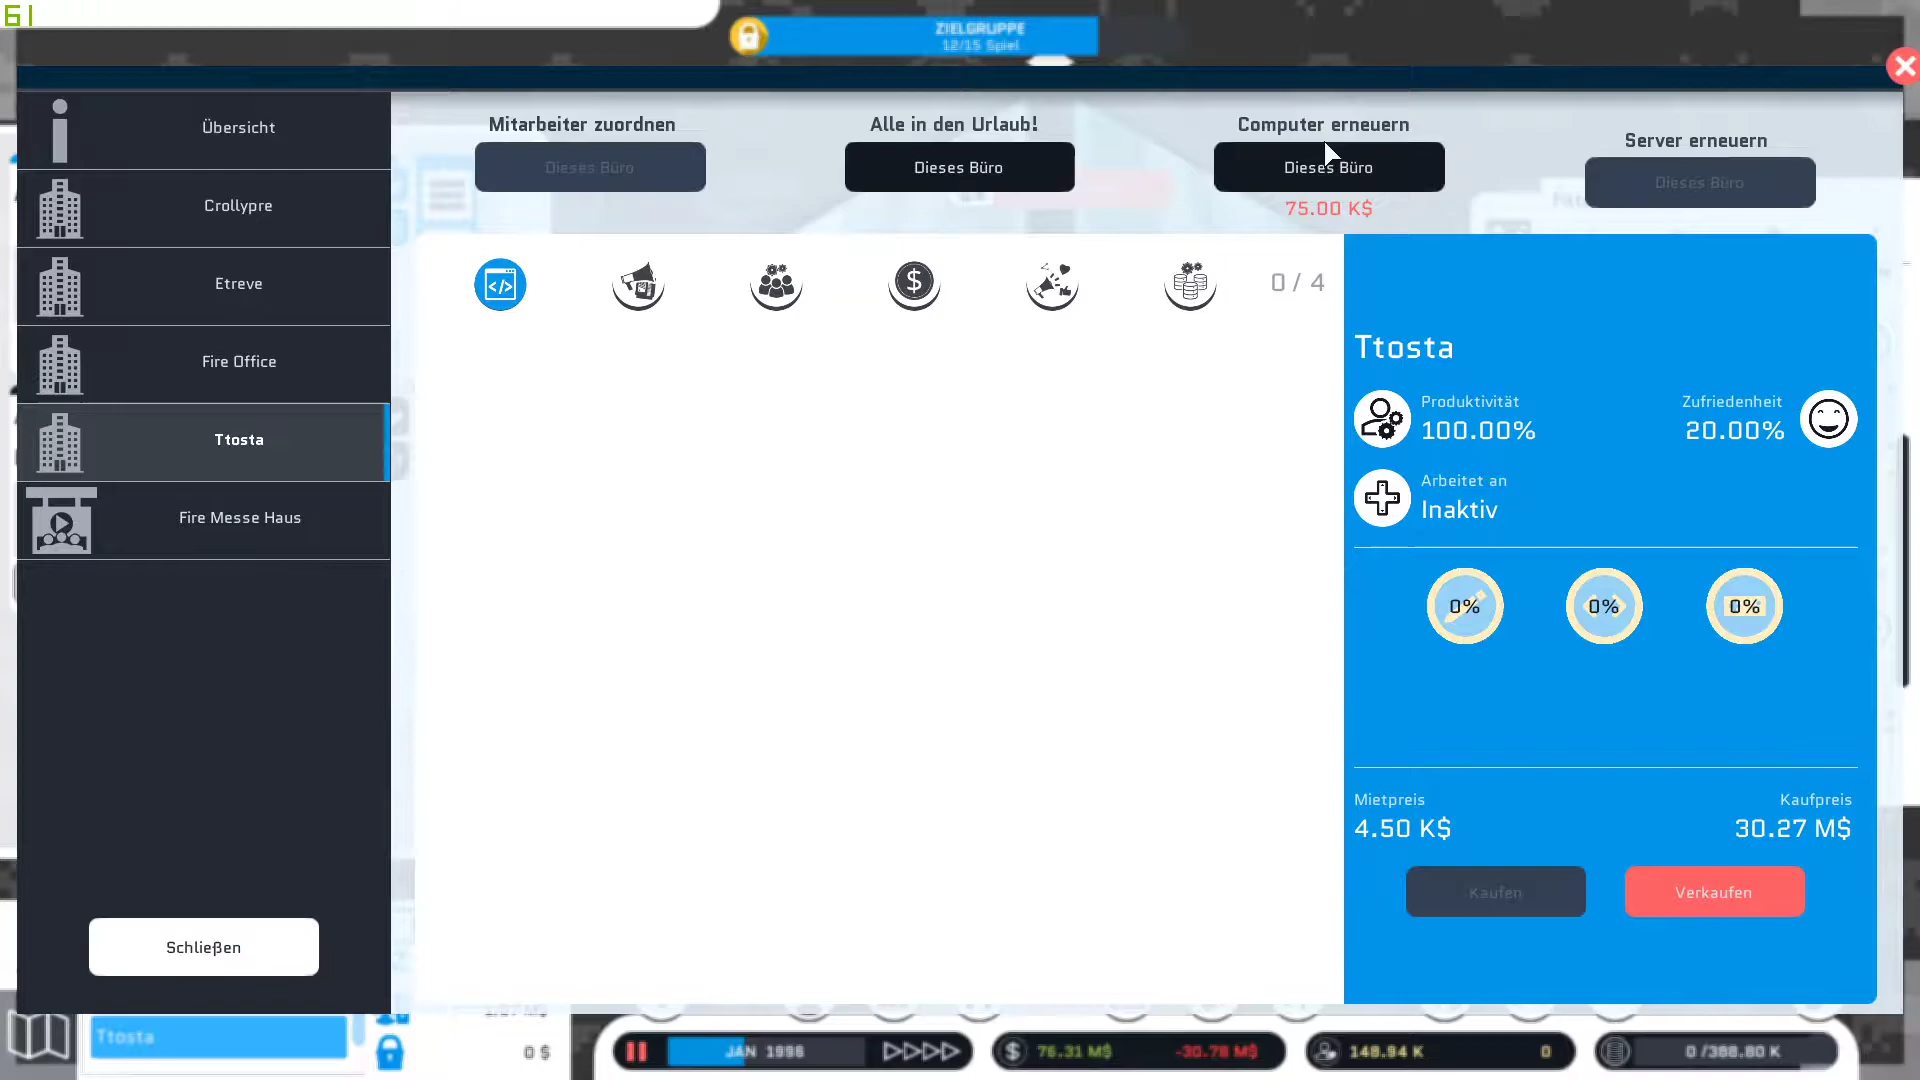 61
ZIELGRUPPE
12/15 Spiel
Übersicht
Crollypre
Etreve
Fire Office
Ttosta
Fire Messe Haus
Schließen
Mitarbeiter zuordnen
Dieses Büro
Alle in den Urlaub!
Dieses Büro
Computer erneuern
Dieses Büro
75.00 K$
Server erneuern
Dieses Büro
0 / 4
Ttosta
Produktivität
100.00%
Zufriedenheit
20.00%
Arbeitet an
Inaktiv
0%
0%
0%
Mietpreis
4.50 K$
Kaufpreis
30.27 M$
Kaufen
Verkaufen
Ttosta
0 $
JAN 1998
76.31 M$
-30.78 M$
148.94 K
0
0 /368.80 K